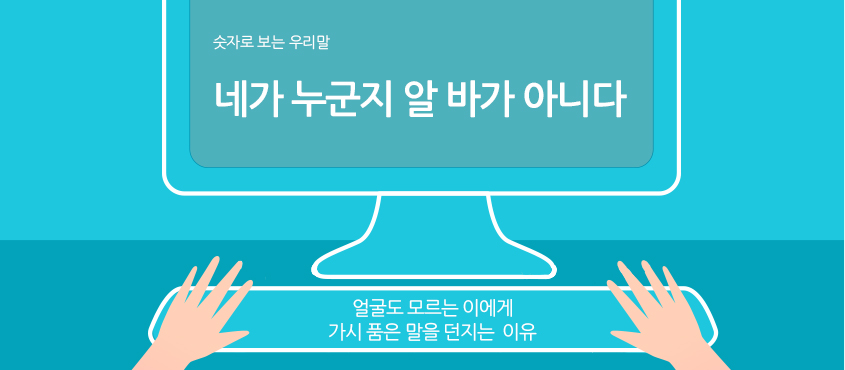 숫자로 보는 우리말
네가 누군지 알 바가 아니다
얼굴도 모르는 이에게
가시 품은 말을 던지는 이유